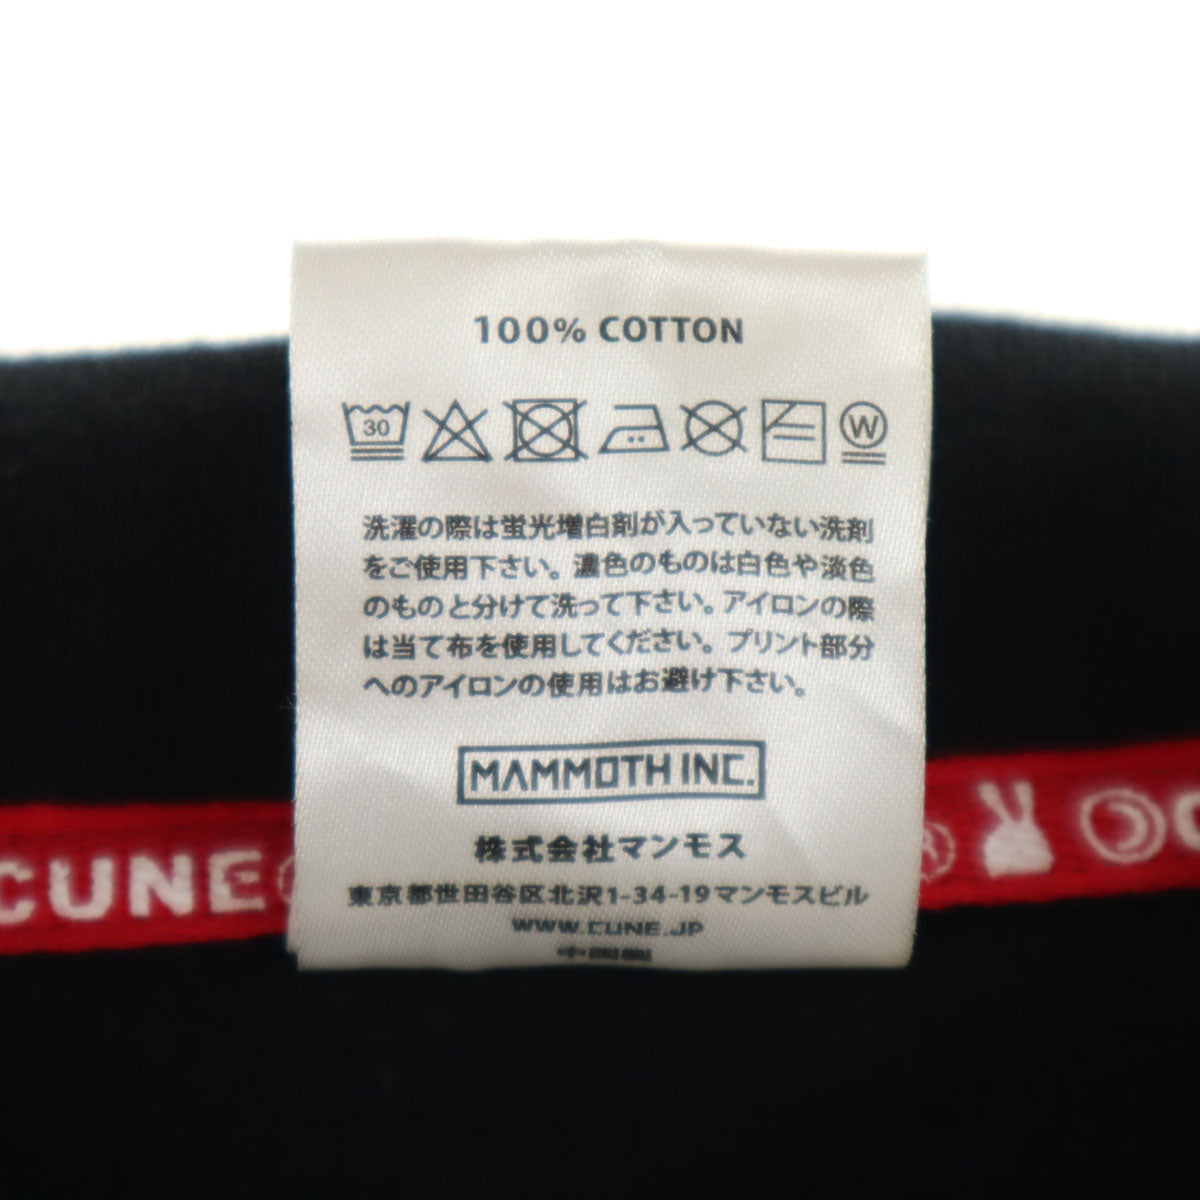 100% COTTON
30
W
洗濯の際は蛍光増白剤が入っていない洗剤
をご使用下さい。濃色のものは白色や淡色
のものと分けて洗って下さい。アイロンの際
は当て布を使用してください。プリント部分
へのアイロンの使用はお避け下さい。
MAMMOTH INC.
株式会社マンモス
東京都世田谷区北沢1-34-19マンモスビル
WWW.CUNE.JP
CUNE
R